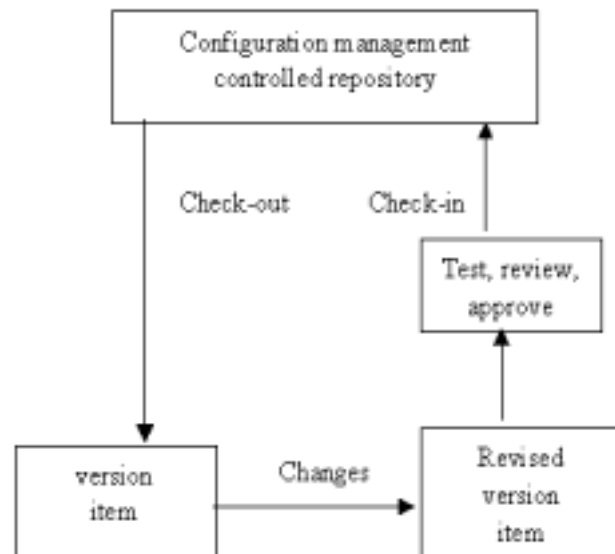 Configuration management
controlled repository
Check-out
Check-in
Test, review,
approve
version
item
Changes
Revised
version
item